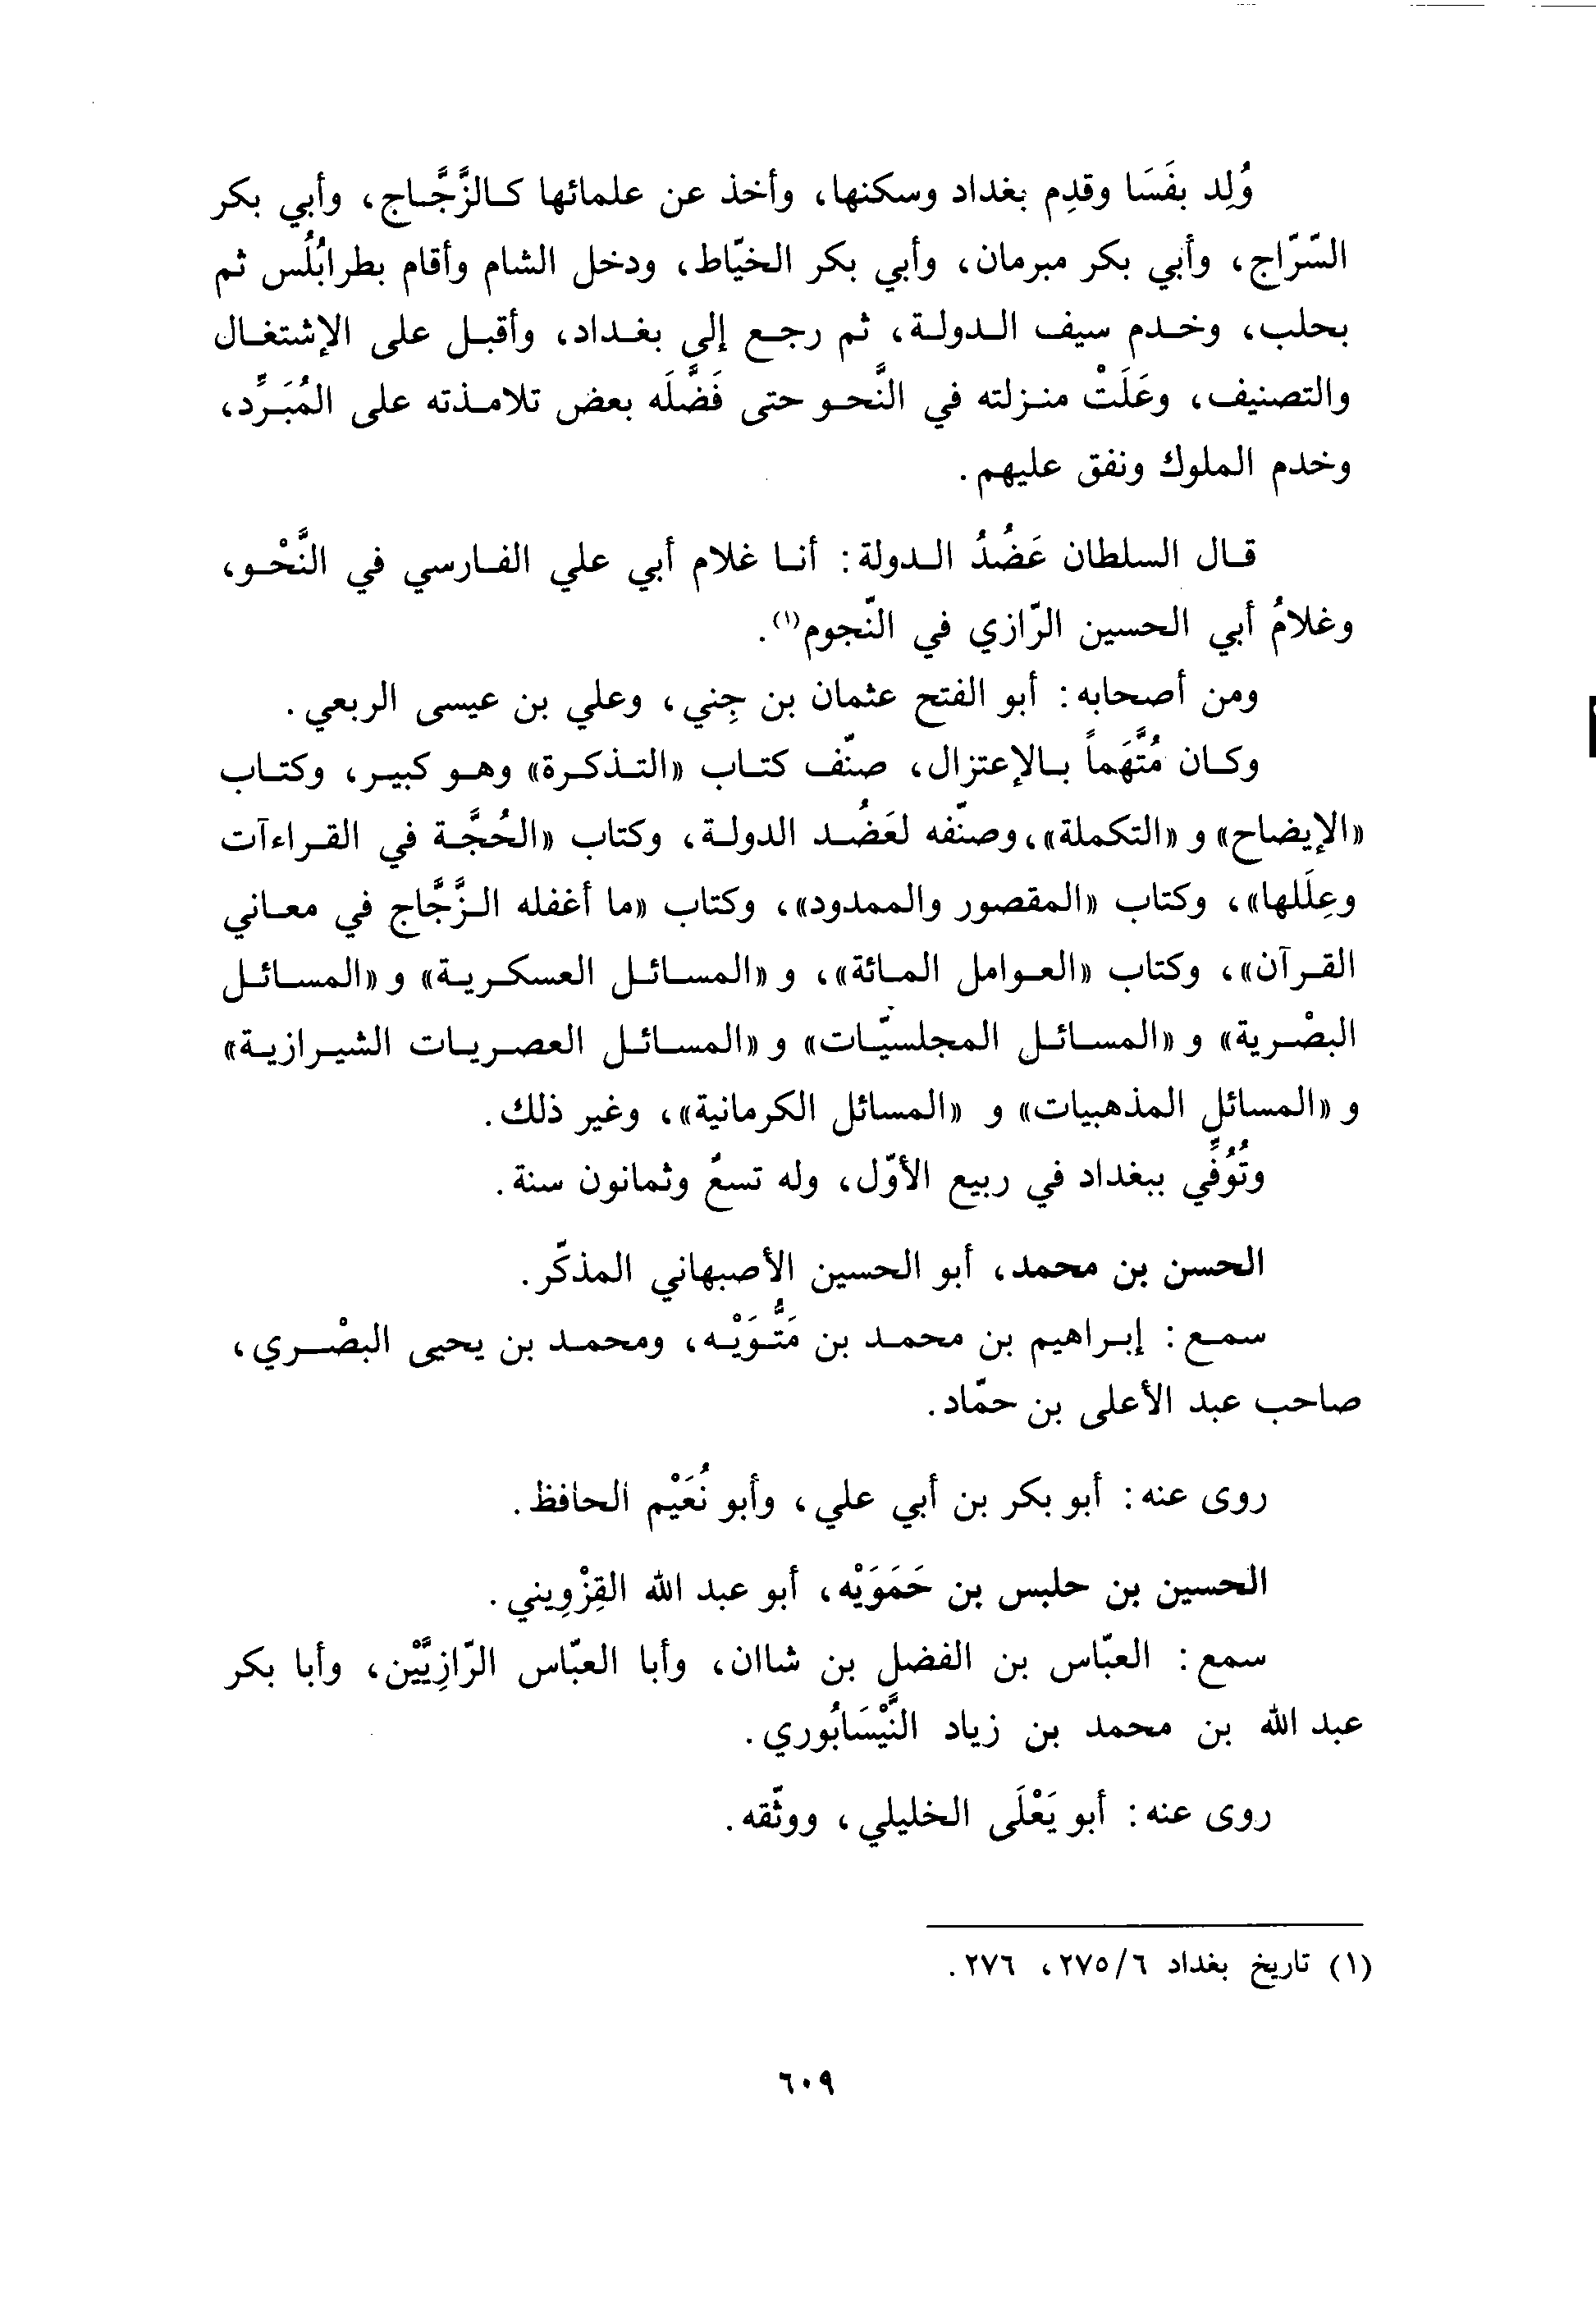 وُلِد بفَسَا وقدِم بغداد وسكنها، وأخذ عن علمائها كالزَّجَّاج، وأبي بكر
السّرّاج، وأبي بكر مبرمان، وأبي بكر الخيّاط، ودخل الشام وأقام بطرابُلُس ثم
بحلب، وخدم سيف الدولة، ثم رجع إلى بغداد، وأقبل على الإشتغال
والتصنيف، وعَلَتْ منزلته في النَّحو حتى فَضَّلَه بعض تلامذته على المُبَرِّد،
وخدم الملوك ونفق عليهم.
قال السلطان عَضُدُ الدولة: أنا غلام أبي علي الفارسي في النَّحْو،
وغلامُ أبي الحسين الرّازي في النّجوم(١).
ومن أصحابه: أبو الفتح عثمان بن جِني، وعلي بن عيسى الربعي.
وكان مُتَّهَماً بالإعتزال، صنّف كتاب «التذكرة» وهو كبير، وكتاب
«الإيضاح» و «التكملة»، وصنّفه لعَضُد الدولة، وكتاب «الحُجَّة في القراءآت
وعِلَلها»، وكتاب «المقصور والممدود»، وكتاب «ما أغفله الزَّجَّاج في معاني
القرآن»، وكتاب «العوامل المائة»، و «المسائل العسكرية» و «المسائل
البصْرية» و «المسائل المجلسيّات» و «المسائل العصريات الشيرازية»
و «المسائل المذهبيات» و «المسائل الكرمانية»، وغير ذلك.
وتُوُفِّي ببغداد في ربيع الأوّل، وله تسعُ وثمانون سنة.
الحسن بن محمد، أبو الحسين الأصبهاني المذكّر.
سمع: إبراهيم بن محمد بن مَتُّوَيْه، ومحمد بن يحيى البصْري،
صاحب عبد الأعلى بن حمّاد.
روى عنه: أبو بكر بن أبي علي، وأبو نُعَيْم الحافظ.
الحسين بن حلبس بن حَمَوَيْه، أبو عبد الله القِزْوِيني.
سمع: العبّاس بن الفضل بن شاان، وأبا العبّاس الرّازِيَّيْن، وأبا بكر
عبد الله بن محمد بن زياد النَّيْسَابُوري.
روى عنه: أبو يَعْلَى الخليلي، ووثّقه.
(١) تاريخ بغداد ٢٧٥/٦، ٢٧٦.
٦٠٩